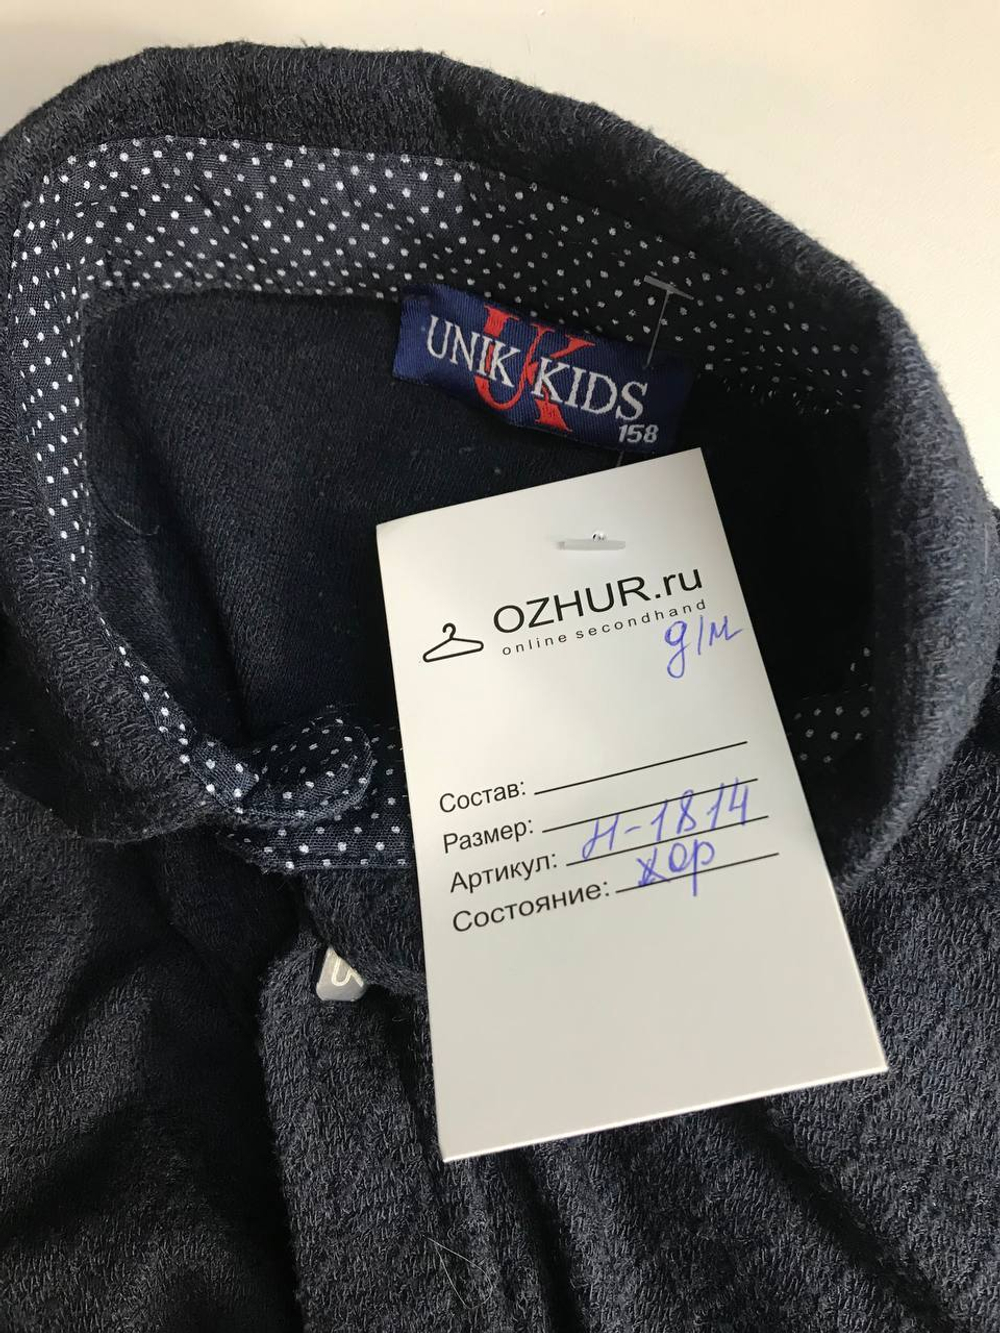 UNIK KIDS
158
OZHUR.ru
online secondhand
д/м
Состав:
Размер:
Артикул: Н-1814
Состояние: хор